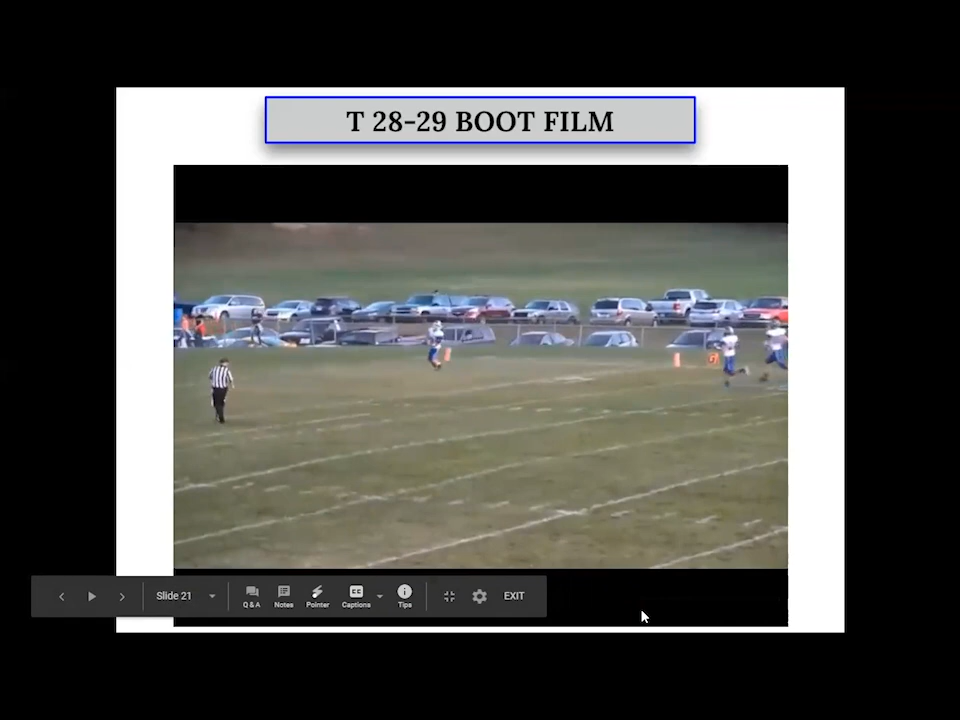 T 28-29 BOOT FILM
Slide 21
Q & A
Notes
Pointer
Captions
Tips
EXIT